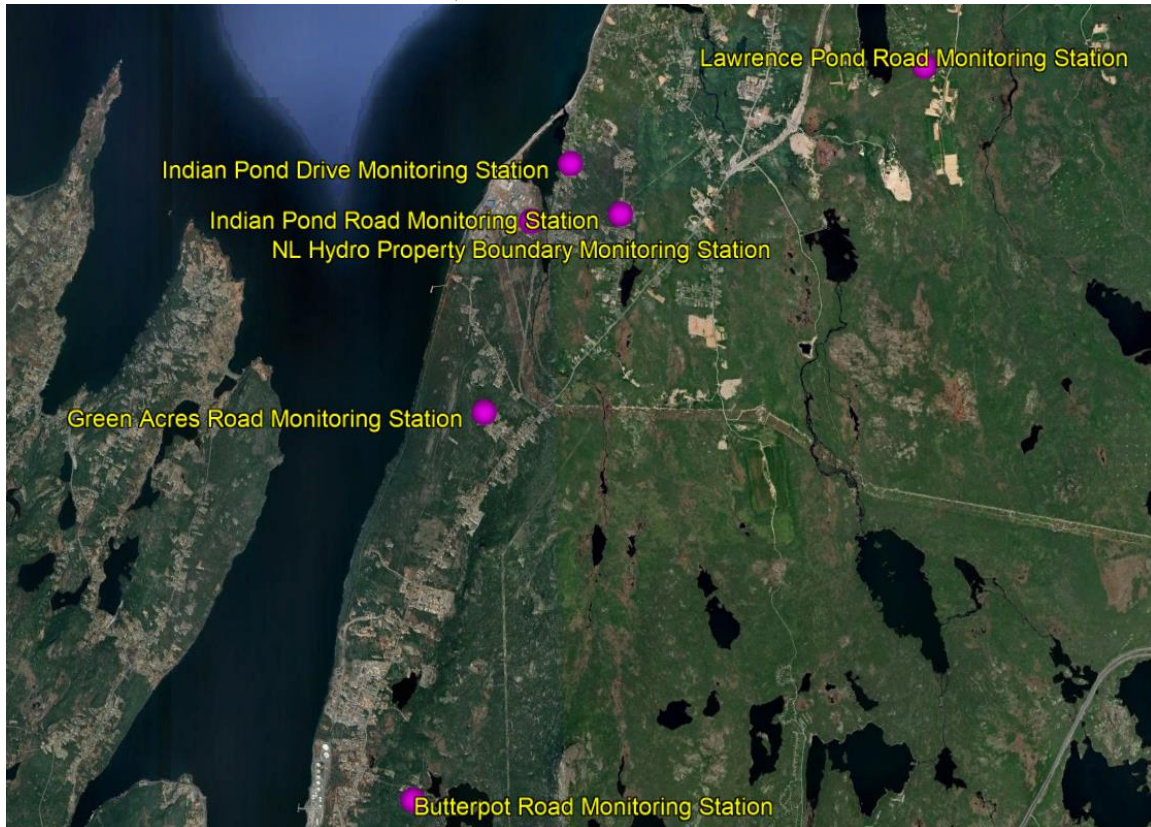 Lawrence Pond Road Monitoring Station
Indian Pond Drive Monitoring Station
Indian Pond Road Monitoring Station
NL Hydro Property Boundary Monitoring Station
Green Acres Road Monitoring Station
Butterpot Road Monitoring Station